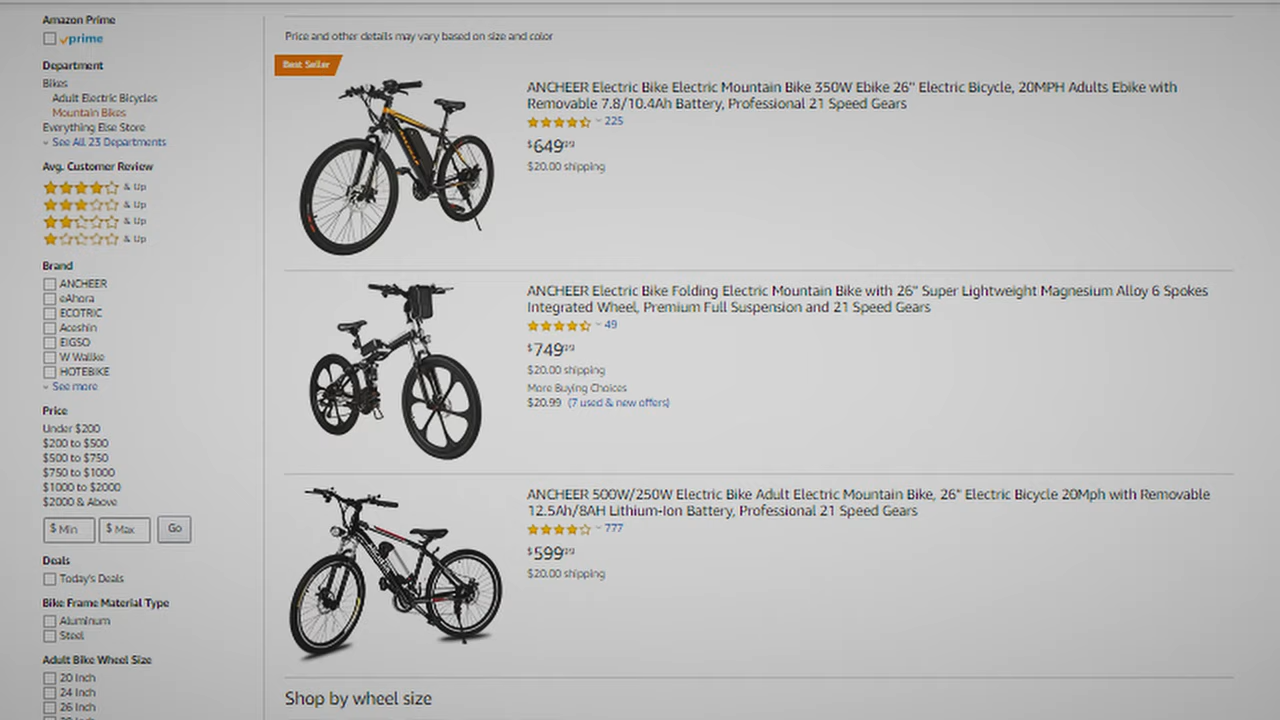 Amazon Prime
prime
Department
Bikes
Adult Electric Bicycles
Mountain Bikes
Everything Else Store
See All 23 Departments
Avg. Customer Review
& Up
& Up
& Up
& Up
Brand
ANCHEER
eAhora
ECOTRIC
Aceshin
EIGSO
W Wallke
HOTEBIKE
See more
Price
Under $200
$200 to $500
$500 to $750
$750 to $1000
$1000 to $2000
$2000 & Above
$ Min $ Max Go
Deals
Today's Deals
Bike Frame Material Type
Aluminum
Steel
Adult Bike Wheel Size
20 Inch
24 Inch
26 Inch
Price and other details may vary based on size and color
Best Seller
ANCHEER Electric Bike Electric Mountain Bike 350W Ebike 26" Electric Bicycle, 20MPH Adults Ebike with
Removable 7.8/10.4Ah Battery, Professional 21 Speed Gears
225
$649.99
$20.00 shipping
ANCHEER Electric Bike Folding Electric Mountain Bike with 26" Super Lightweight Magnesium Alloy 6 Spokes
Integrated Wheel, Premium Full Suspension and 21 Speed Gears
49
$749.99
$20.00 shipping
More Buying Choices
$20.99 (7 used & new offers)
ANCHEER 500W/250W Electric Bike Adult Electric Mountain Bike, 26" Electric Bicycle 20Mph with Removable
12.5Ah/8AH Lithium-Ion Battery, Professional 21 Speed Gears
777
$599.99
$20.00 shipping
Shop by wheel size